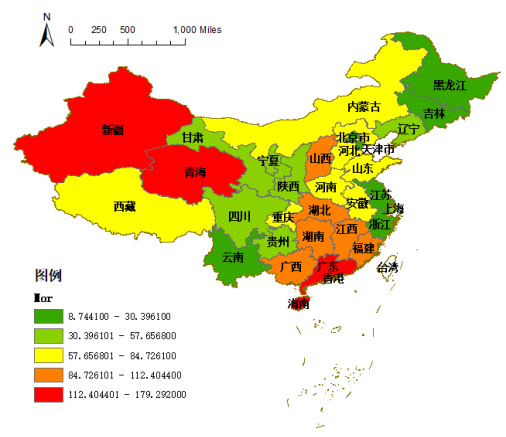 N
0 250 500 1,000 Miles
黑龙江
内蒙古
吉林
新疆
辽宁
甘肃
北京市
河北
天津市
宁夏
山西
青海
山东
陕西
河南
江苏
西藏
安徽
上海
四川
重庆
湖北
浙江
湖南
江西
贵州
福建
云南
广西
广东
台湾
香港
海南
图例
Mor
8.744100 - 30.396100
30.396101 - 57.656800
57.656801 - 84.726100
84.726101 - 112.404400
112.404401 - 179.292000